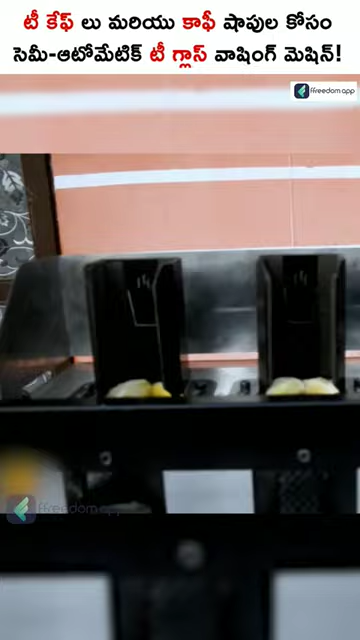 టీ కేఫ్ లు మరియు కాఫీ షాపుల కోసం
సెమీ-ఆటోమేటిక్ టీ గ్లాస్ వాషింగ్ మెషిన్!
ffreedom app
ffreedom app